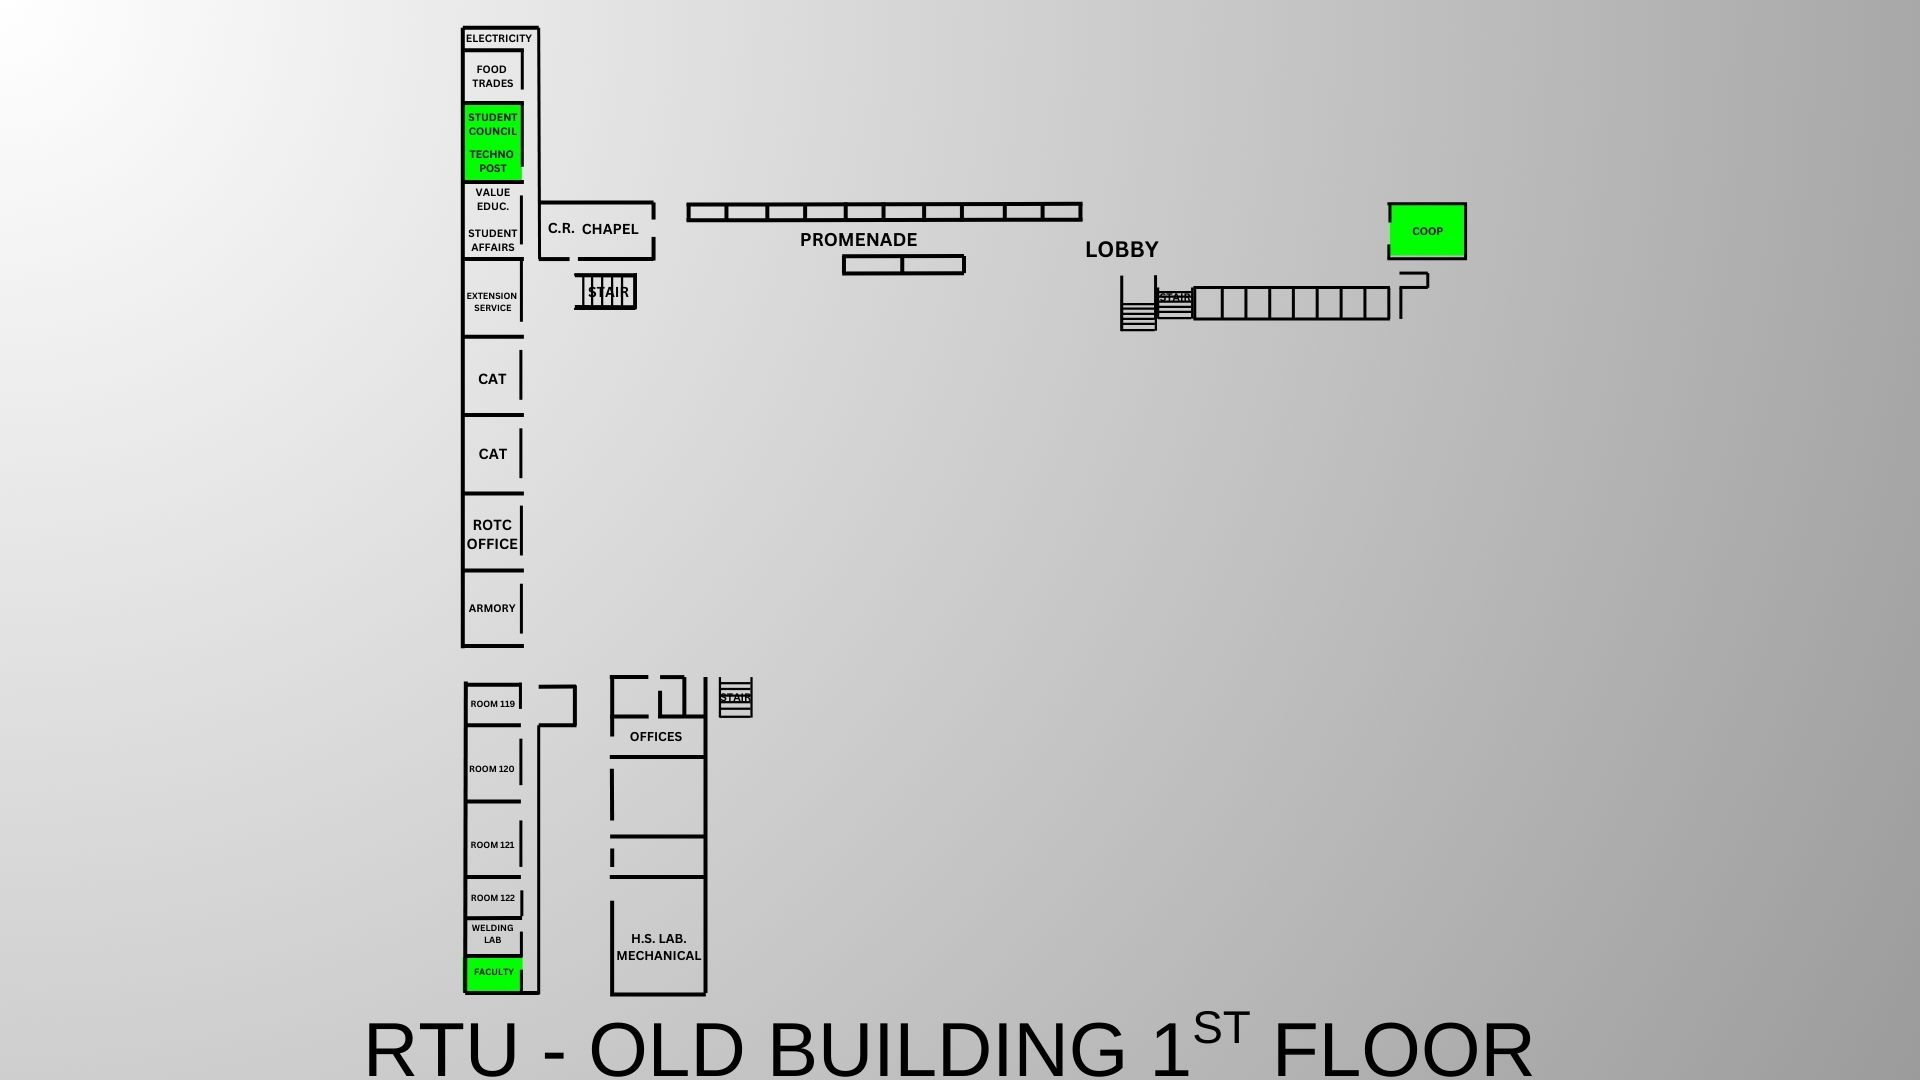 ELECTRICITY
FOOD
TRADES
STUDENT
COUNCIL
TECHNO
POST
VALUE
EDUC.
STUDENT
AFFAIRS
C.R. CHAPEL
PROMENADE
LOBBY
COOP
EXTENSION
SERVICE
STAIR
STAIR
CAT
CAT
ROTC
OFFICE
ARMORY
ROOM 119
STAIR
OFFICES
ROOM 120
ROOM 121
ROOM 122
WELDING
LAB
FACULTY
H.S. LAB.
MECHANICAL
RTU - OLD BUILDING 1ST FLOOR